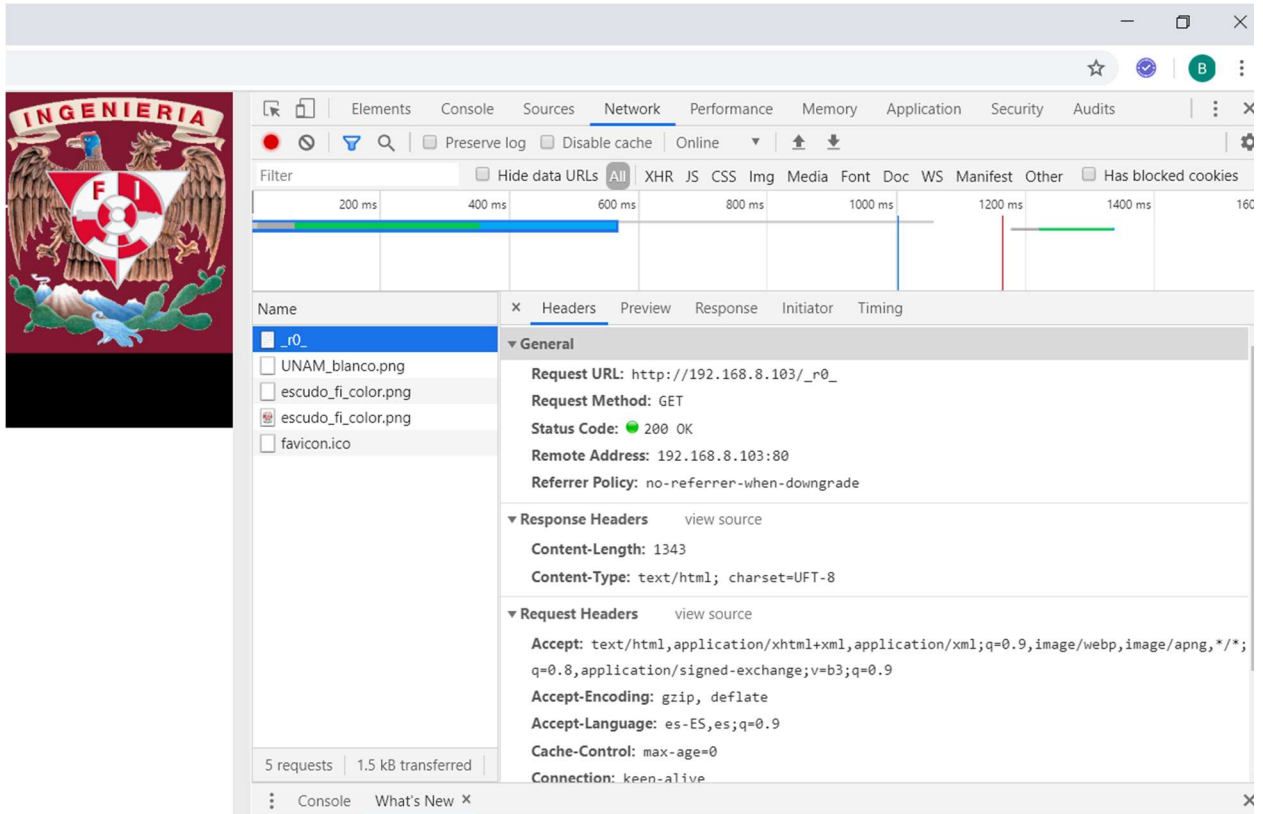 B
INGENIERIA
F I
Elements Console Sources Network Performance Memory Application Security Audits
Preserve log Disable cache Online
Filter Hide data URLs All XHR JS CSS Img Media Font Doc WS Manifest Other Has blocked cookies
200 ms 400 ms 600 ms 800 ms 1000 ms 1200 ms 1400 ms 160
Name
_r0_
UNAM_blanco.png
escudo_fi_color.png
escudo_fi_color.png
favicon.ico
5 requests 1.5 kB transferred
× Headers Preview Response Initiator Timing
General
Request URL: http://192.168.8.103/_r0_
Request Method: GET
Status Code: 200 OK
Remote Address: 192.168.8.103:80
Referrer Policy: no-referrer-when-downgrade
Response Headers view source
Content-Length: 1343
Content-Type: text/html; charset=UFT-8
Request Headers view source
Accept: text/html,application/xhtml+xml,application/xml;q=0.9,image/webp,image/apng,*/*;
q=0.8,application/signed-exchange;v=b3;q=0.9
Accept-Encoding: gzip, deflate
Accept-Language: es-ES,es;q=0.9
Cache-Control: max-age=0
Connection: keep-alive
Console What's New ×